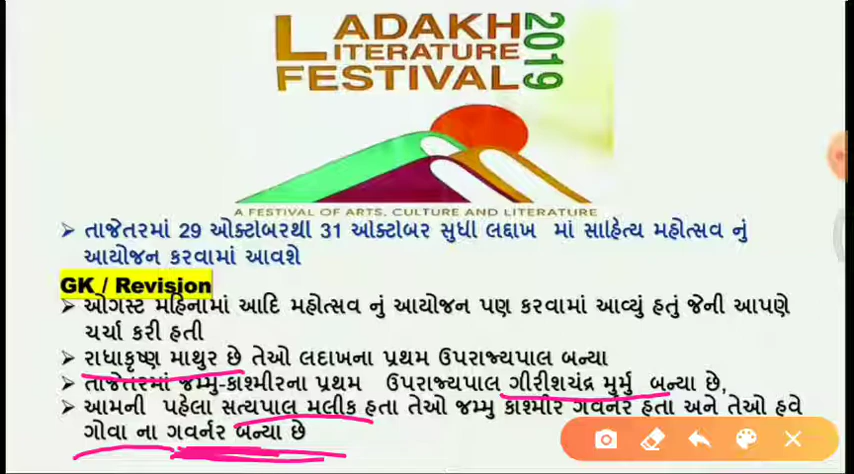 LADAKH
LITERATURE
FESTIVAL
2019
A FESTIVAL OF ARTS, CULTURE AND LITERATURE
➢ તાજેતરમાં 29 ઓક્ટોબરથી 31 ઓક્ટોબર સુધી લદ્દાખ માં સાહિત્ય મહોત્સવ નું
આયોજન કરવામાં આવશે
GK / Revision
➢ ઓગસ્ટ મહિનામાં આદિ મહોત્સવ નું આયોજન પણ કરવામાં આવ્યું હતું જેની આપણે
ચર્ચા કરી હતી
➢ રાધાકૃષ્ણ માથુર છે તેઓ લદાખના પ્રથમ ઉપરાજ્યપાલ બન્યા
➢ તાજેતરમાં જમ્મુ-કાશ્મીરના પ્રથમ ઉપરાજ્યપાલ ગીરીશચંદ્ર મુર્મુ બન્યા છે,
➢ આમની પહેલા સત્યપાલ મલીક હતા તેઓ જમ્મુ કાશ્મીર ગવર્નર હતા અને તેઓ હવે
ગોવા ના ગવર્નર બન્યા છે